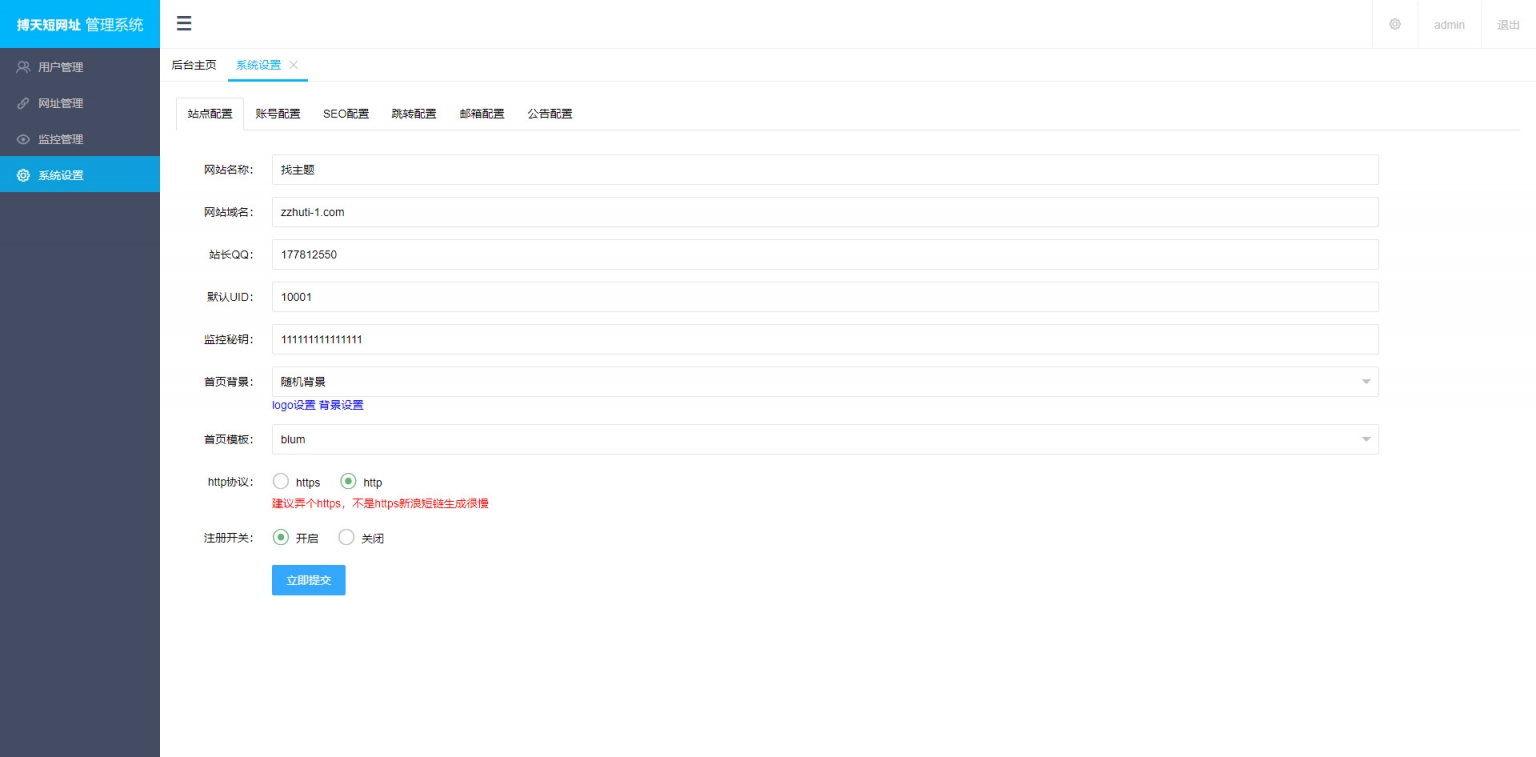 博天短网址 管理系统
admin
退出
用户管理
网址管理
监控管理
系统设置
后台主页
系统设置
站点配置
账号配置
SEO配置
跳转配置
邮箱配置
公告配置
网站名称：
找主题
网站域名：
zzhuti-1.com
站长QQ：
177812550
默认UID：
10001
监控秘钥：
111111111111111
首页背景：
随机背景
logo设置 背景设置
首页模板：
blum
http协议：
https
http
建议弄个https，不是https新浪短链生成很慢
注册开关：
开启
关闭
立即提交